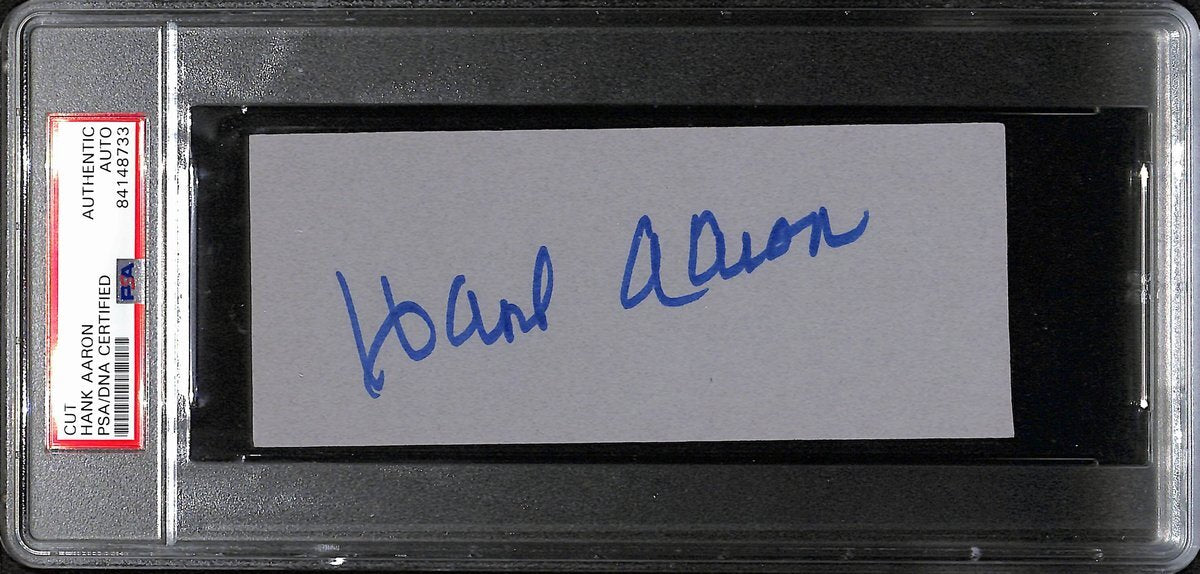 CUT
HANK AARON
PSA/DNA CERTIFIED
AUTHENTIC
AUTO
84148733
PSA
Hank Aaron